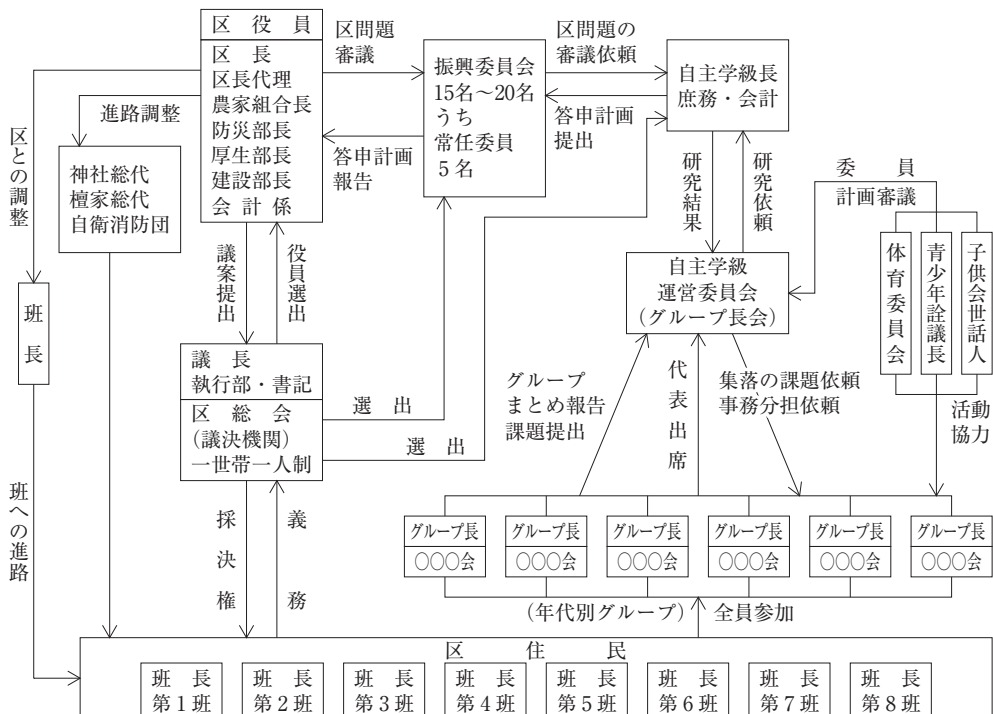 区役員
区長
区長代理
農家組合長
防災部長
厚生部長
建設部長
会計係
区問題
審議
答申計画
報告
振興委員会
15名～20名
うち
常任委員
5名
区問題の
審議依頼
答申計画
提出
自主学級長
庶務・会計
進路調整
神社総代
檀家総代
自衛消防団
区との調整
班長
班への進路
議案提出
役員選出
研究結果
研究依頼
委員
計画審議
体育委員会
青少年詮議長
子供会世話人
活動
協力
自主学級
運営委員会
(グループ長会)
議長
執行部・書記
区総会
(議決機関)
一世帯一人制
選出
選出
グループ
まとめ報告
課題提出
代表出席
集落の課題依頼
事務分担依頼
採決権
義務
グループ長
○○○会
グループ長
○○○会
グループ長
○○○会
グループ長
○○○会
グループ長
○○○会
グループ長
○○○会
(年代別グループ)
全員参加
区住民
班長
第1班
班長
第2班
班長
第3班
班長
第4班
班長
第5班
班長
第6班
班長
第7班
班長
第8班